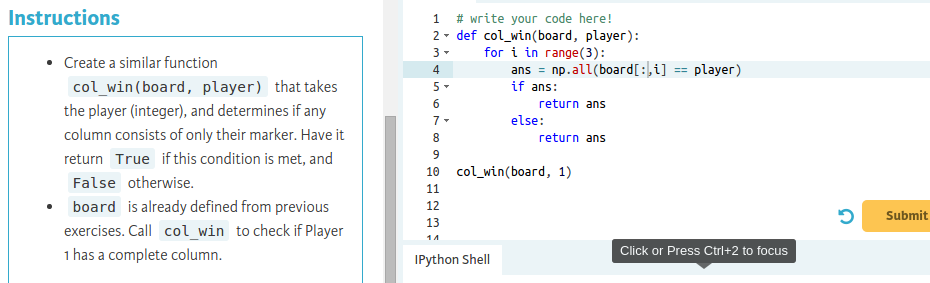 Instructions
• Create a similar function
col_win(board, player) that takes
the player (integer), and determines if any
column consists of only their marker. Have it
return True if this condition is met, and
False otherwise.
• board is already defined from previous
exercises. Call col_win to check if Player
1 has a complete column.
1 # write your code here!
2 def col_win(board, player):
3 for i in range(3):
4 ans = np.all(board[:,i] == player)
5 if ans:
6 return ans
7 else:
8 return ans
9
10 col_win(board, 1)
11
12
13
14
Submit
Click or Press Ctrl+2 to focus
IPython Shell